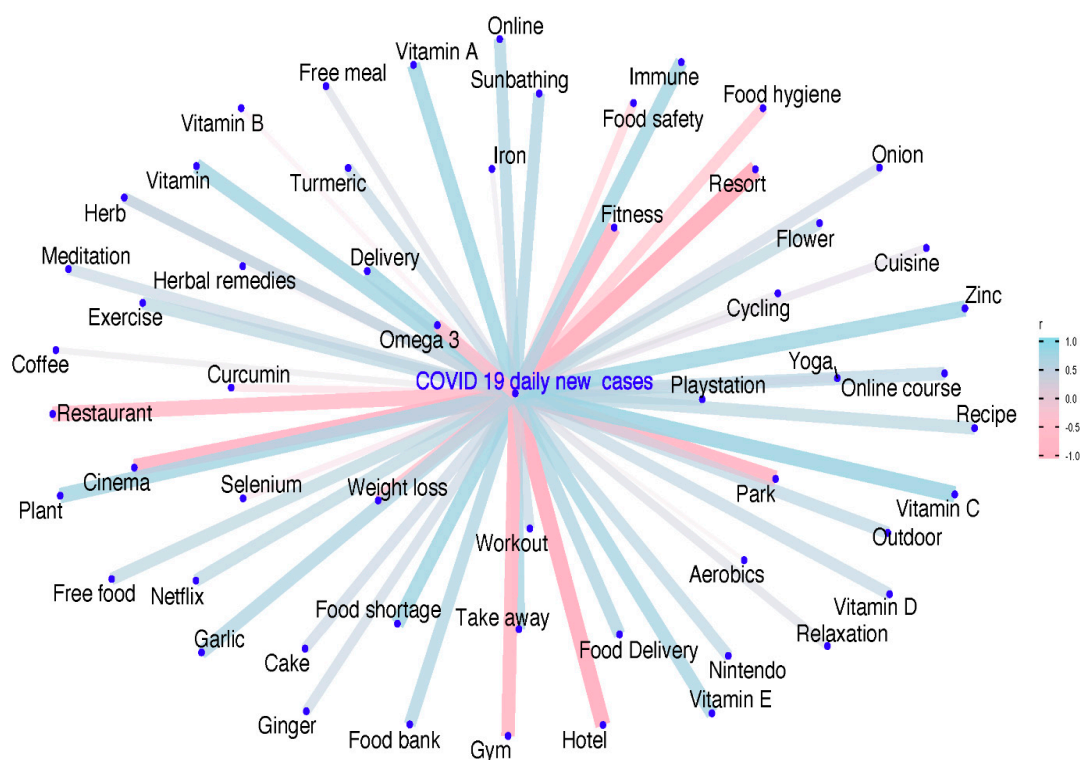 Online
Vitamin A
Free meal
Sunbathing
Immune
Food hygiene
Vitamin B
Food safety
Iron
Onion
Vitamin
Turmeric
Resort
Herb
Fitness
Flower
Meditation
Delivery
Cuisine
Herbal remedies
Zinc
Exercise
Cycling
Omega 3
Coffee
Yoga
Curcumin
COVID 19 daily new cases
Playstation
Online course
Restaurant
Recipe
Cinema
Selenium
Weight loss
Park
Plant
Vitamin C
Outdoor
Workout
Aerobics
Free food
Netflix
Food shortage
Take away
Vitamin D
Relaxation
Garlic
Cake
Food Delivery
Nintendo
Vitamin E
Ginger
Food bank
Gym
Hotel
r
1.0
0.5
0.0
-0.5
-1.0